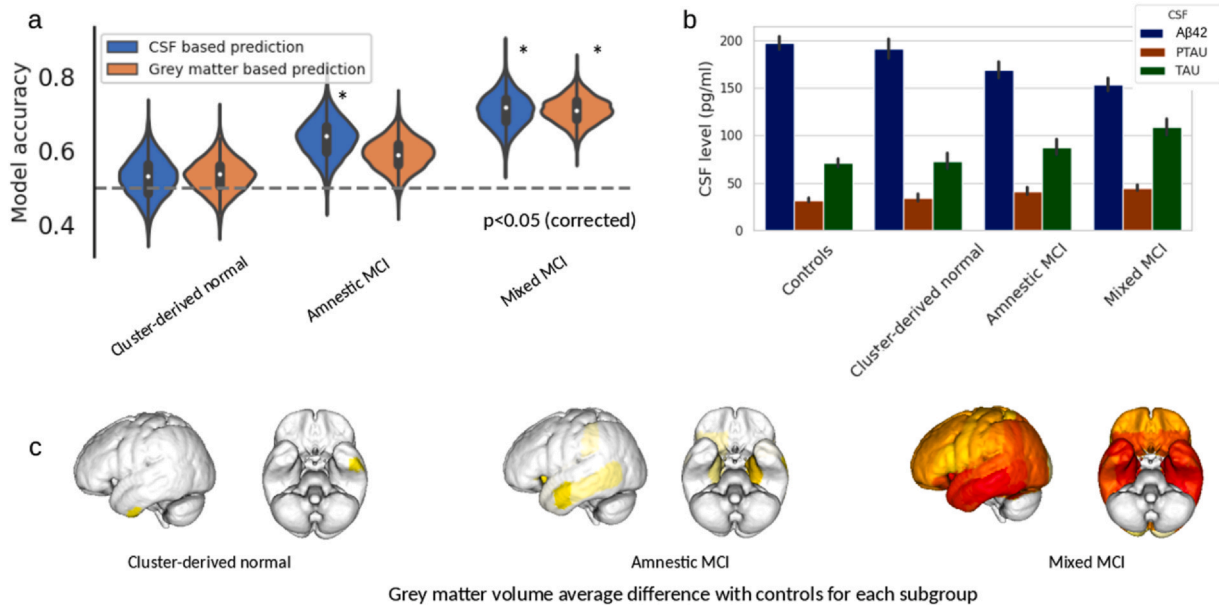 a
CSF based prediction
Grey matter based prediction
Model accuracy
0.8
0.6
0.4
*
*
*
p<0.05 (corrected)
Cluster-derived normal
Amnestic MCI
Mixed MCI
b
CSF
Aβ42
PTAU
TAU
CSF level (pg/ml)
200
150
100
50
0
Controls
Cluster-derived normal
Amnestic MCI
Mixed MCI
c
Cluster-derived normal
Amnestic MCI
Mixed MCI
Grey matter volume average difference with controls for each subgroup